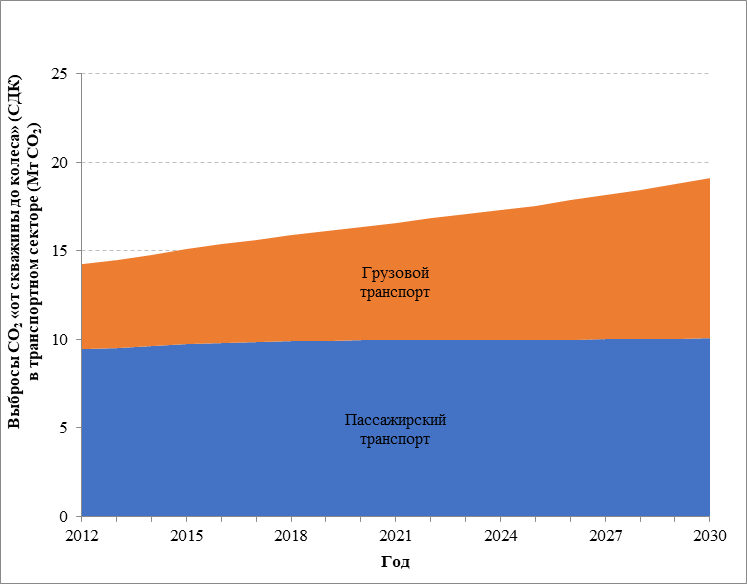 Выбросы CO₂ «от скважины до колеса» (СДК)
в транспортном секторе (Мт CO₂)
25
20
15
10
5
0
Грузовой
транспорт
Пассажирский
транспорт
2012 2015 2018 2021 2024 2027 2030
Год